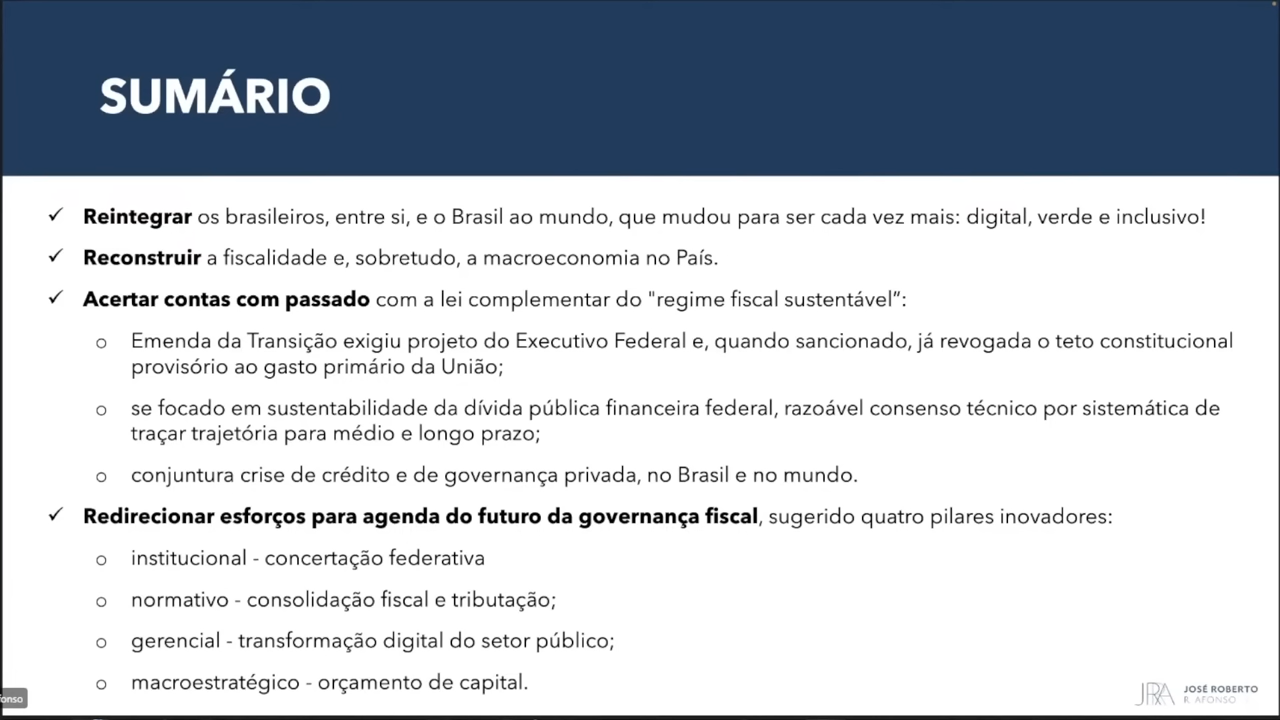 SUMÁRIO
✓ Reintegrar os brasileiros, entre si, e o Brasil ao mundo, que mudou para ser cada vez mais: digital, verde e inclusivo!
✓ Reconstruir a fiscalidade e, sobretudo, a macroeconomia no País.
✓ Acertar contas com passado com a lei complementar do "regime fiscal sustentável”:
o Emenda da Transição exigiu projeto do Executivo Federal e, quando sancionado, já revogada o teto constitucional
provisório ao gasto primário da União;
o se focado em sustentabilidade da dívida pública financeira federal, razoável consenso técnico por sistemática de
traçar trajetória para médio e longo prazo;
o conjuntura crise de crédito e de governança privada, no Brasil e no mundo.
✓ Redirecionar esforços para agenda do futuro da governança fiscal, sugerido quatro pilares inovadores:
o institucional - concertação federativa
o normativo - consolidação fiscal e tributação;
o gerencial - transformação digital do setor público;
o macroestratégico - orçamento de capital.
fonso
JRRA JOSÉ ROBERTO
R. AFONSO